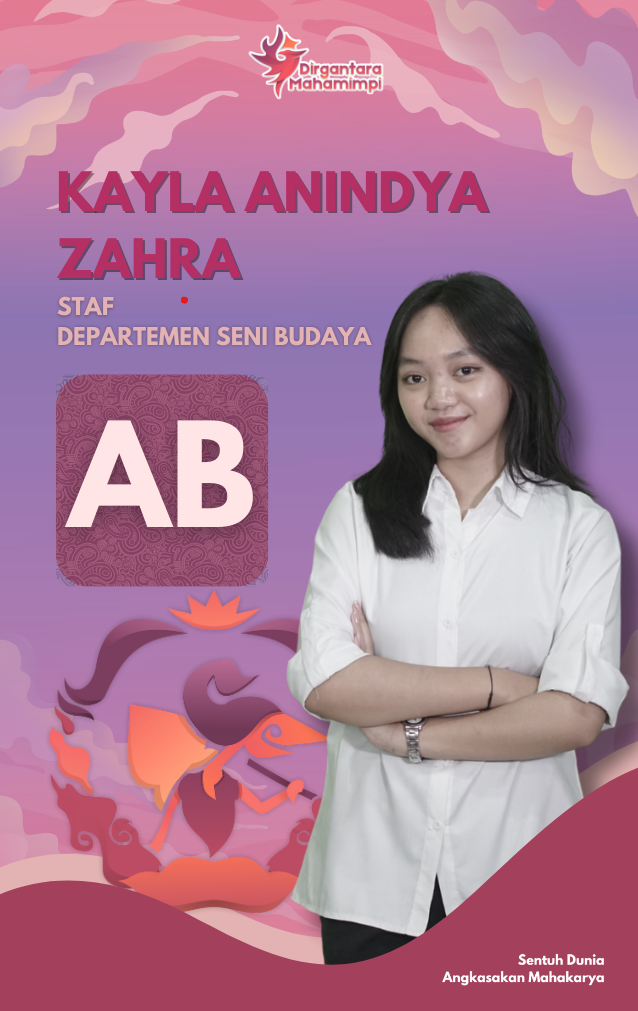 Dirgantara
Mahamimpi
KAYLA ANINDYA
ZAHRA
STAF
DEPARTEMEN SENI BUDAYA
AB
Sentuh Dunia
Angkasakan Mahakarya